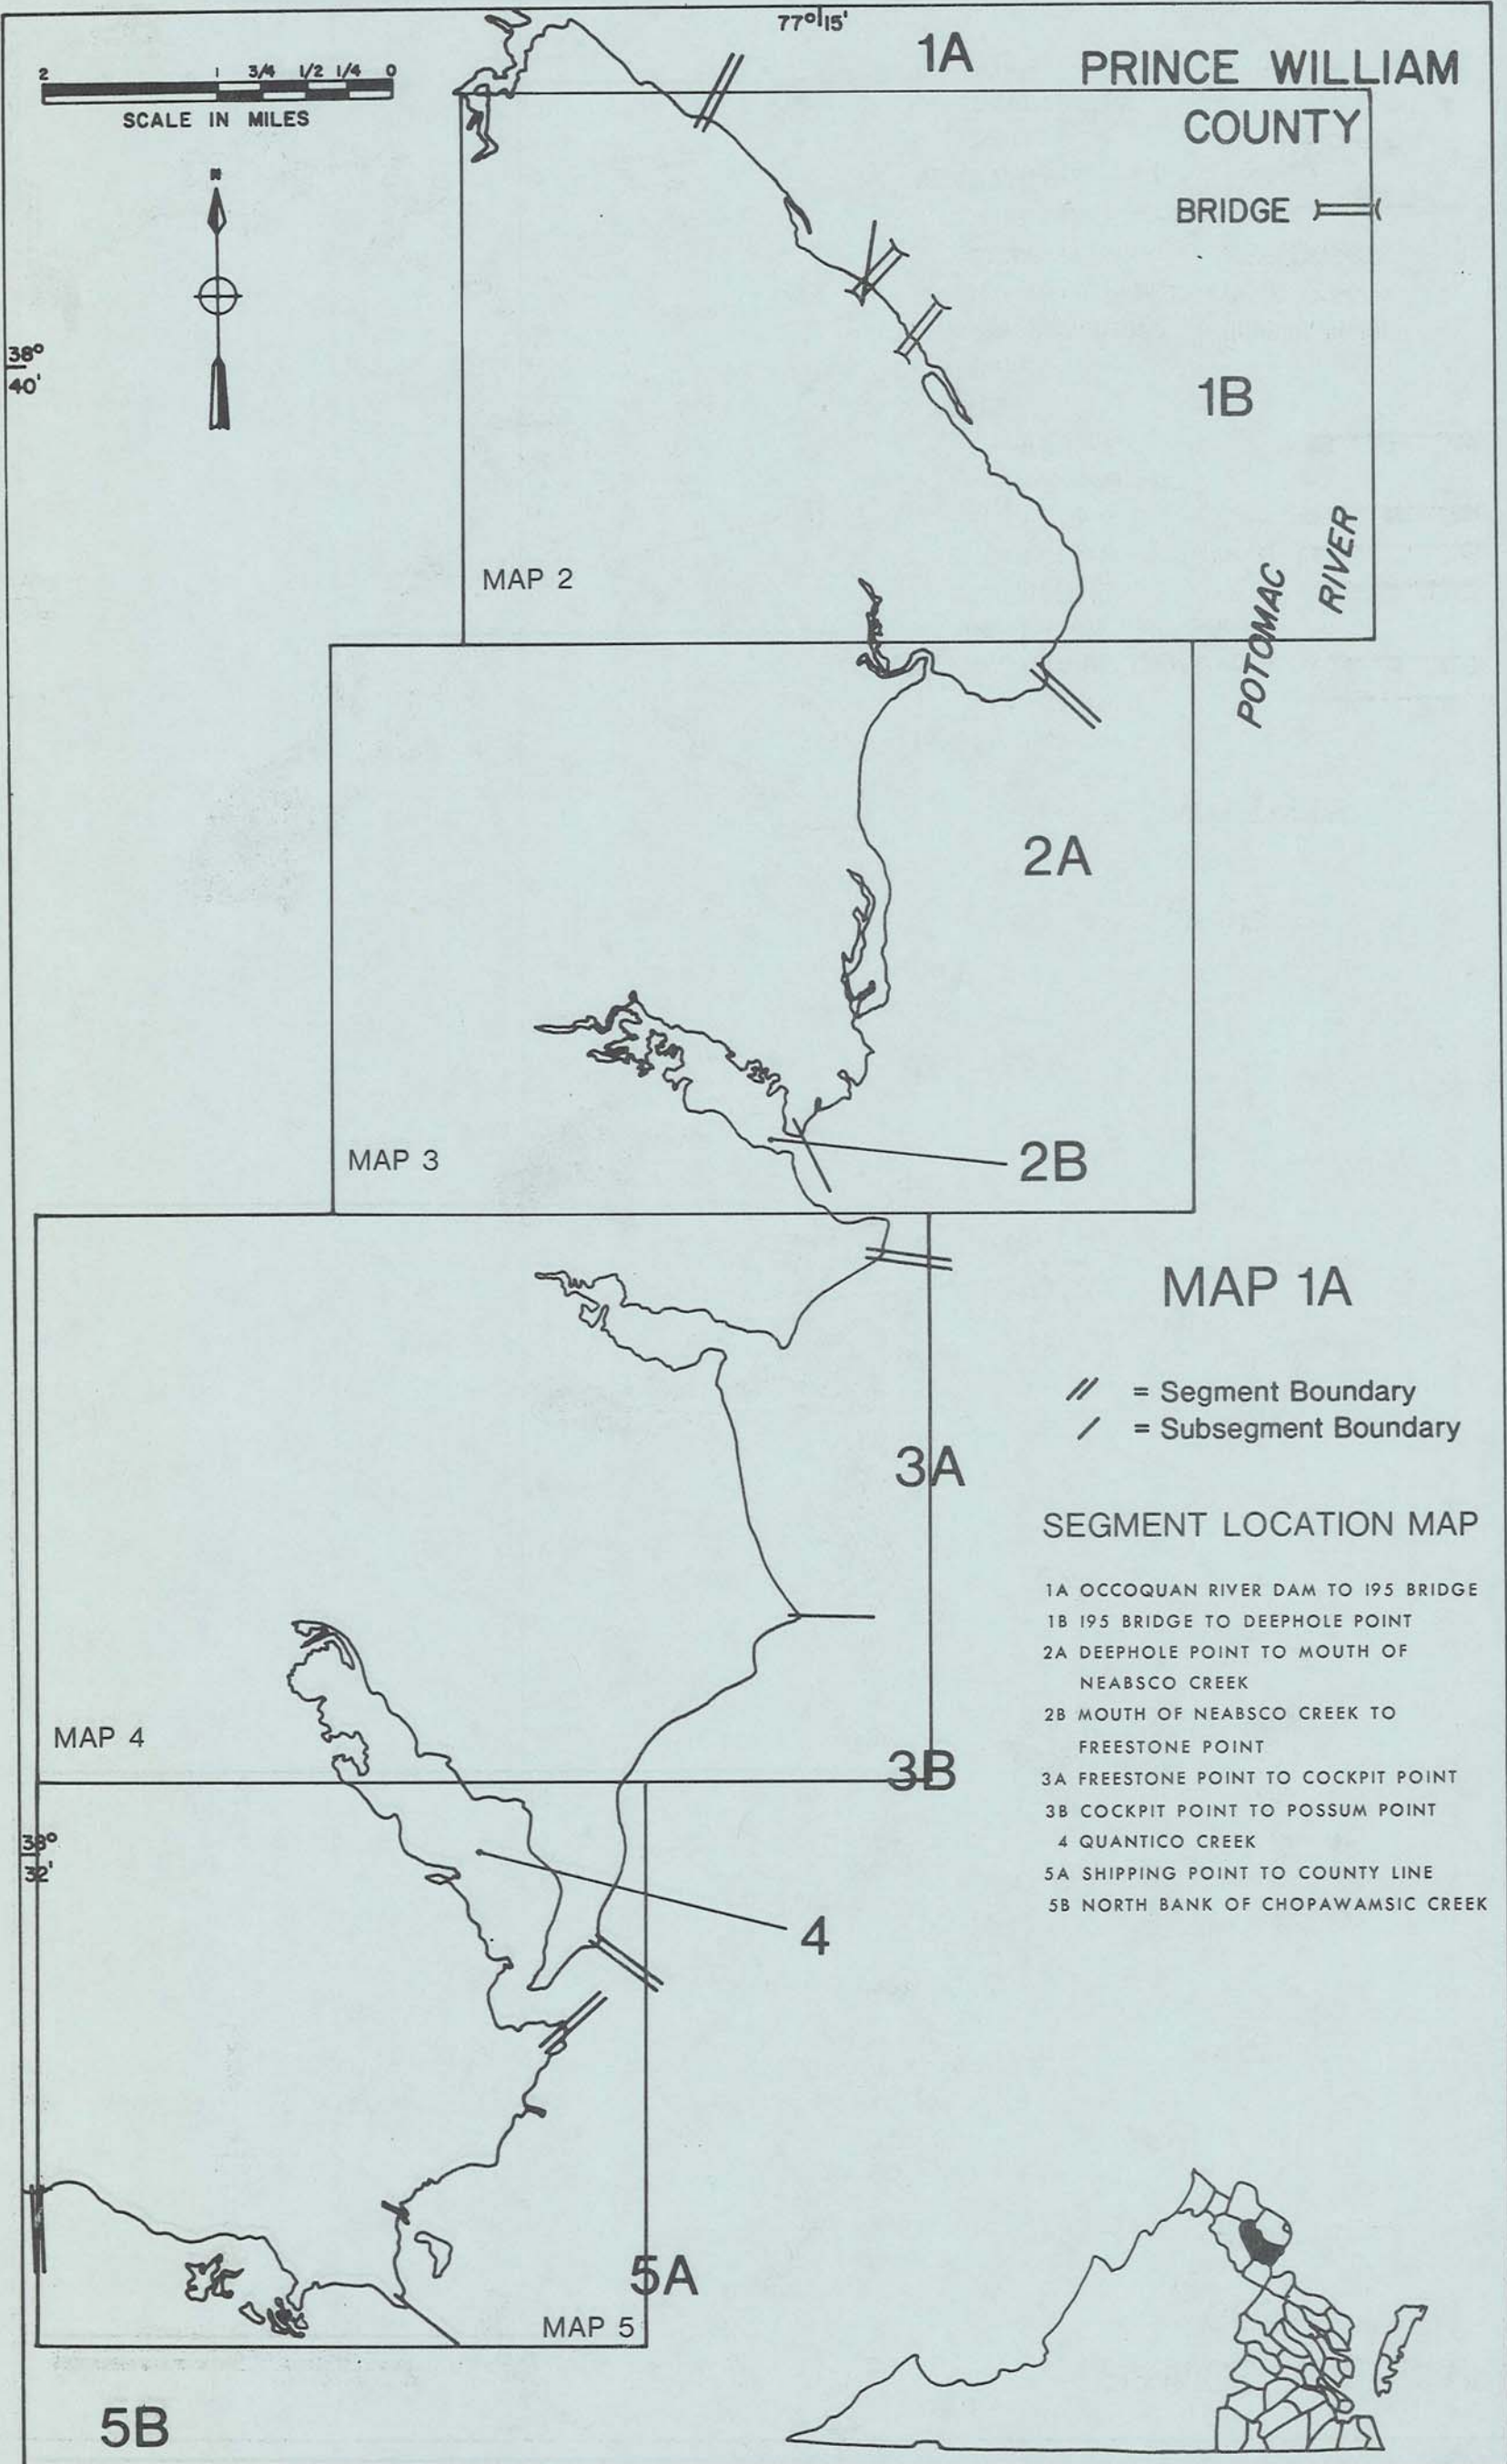 77°15'
1A
PRINCE WILLIAM
COUNTY
2 1 3/4 1/2 1/4 0
SCALE IN MILES
N
BRIDGE
38°
40'
1B
MAP 2
POTOMAC RIVER
2A
MAP 3
2B
MAP 1A
// = Segment Boundary
/ = Subsegment Boundary
3A
SEGMENT LOCATION MAP
1A OCCOQUAN RIVER DAM TO I95 BRIDGE
1B I95 BRIDGE TO DEEPHOLE POINT
2A DEEPHOLE POINT TO MOUTH OF
NEABSCO CREEK
2B MOUTH OF NEABSCO CREEK TO
FREESTONE POINT
3A FREESTONE POINT TO COCKPIT POINT
3B COCKPIT POINT TO POSSUM POINT
4 QUANTICO CREEK
5A SHIPPING POINT TO COUNTY LINE
5B NORTH BANK OF CHOPAWAMSIC CREEK
MAP 4
3B
38°
32'
4
5A
MAP 5
5B